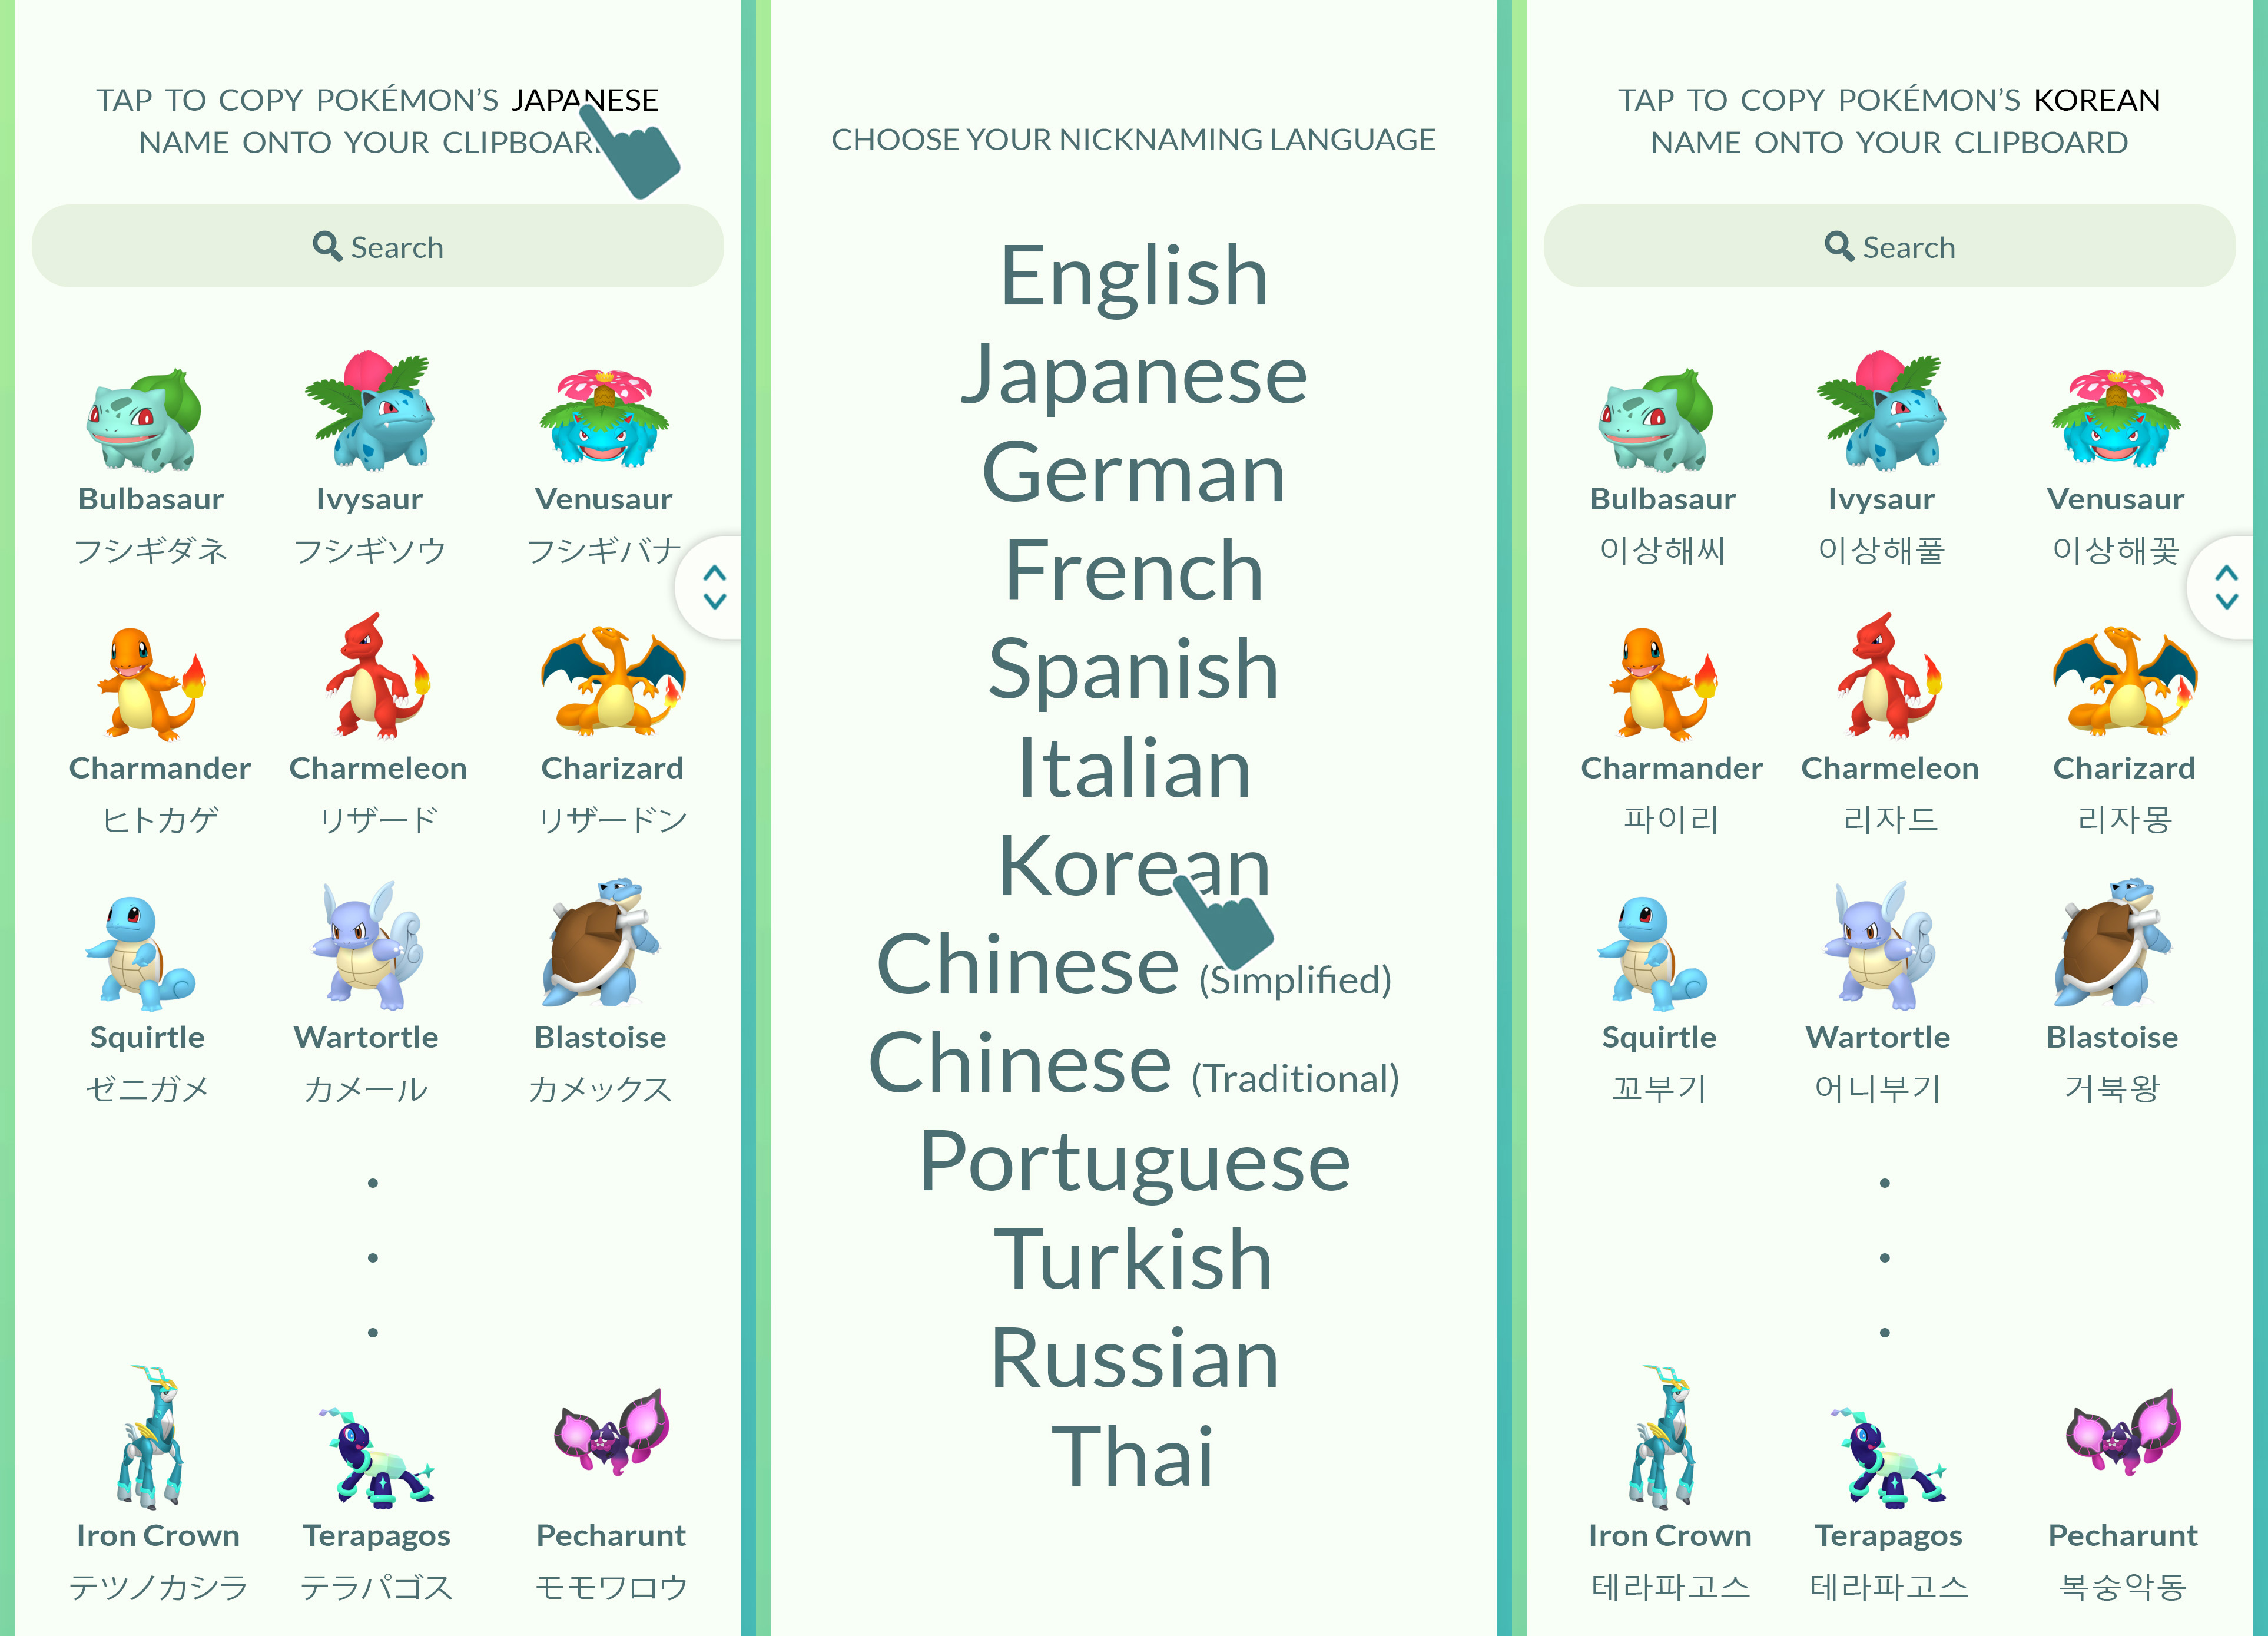 TAP TO COPY POKÉMON'S JAPANESE
NAME ONTO YOUR CLIPBOARD
Search
Bulbasaur Ivysaur Venusaur
フシギダネ フシギソウ フシギバナ
Charmander Charmeleon Charizard
ヒトカゲ リザード リザードン
Squirtle Wartortle Blastoise
ゼニガメ カメール カメックス
Iron Crown Terapagos Pecharunt
テツノカシラ テラパゴス モモワロウ
CHOOSE YOUR NICKNAMING LANGUAGE
English
Japanese
German
French
Spanish
Italian
Korean
Chinese (Simplified)
Chinese (Traditional)
Portuguese
Turkish
Russian
Thai
TAP TO COPY POKÉMON'S KOREAN
NAME ONTO YOUR CLIPBOARD
Search
Bulbasaur Ivysaur Venusaur
이상해씨 이상해풀 이상해꽃
Charmander Charmeleon Charizard
파이리 리자드 리자몽
Squirtle Wartortle Blastoise
꼬부기 어니부기 거북왕
Iron Crown Terapagos Pecharunt
테라파고스 테라파고스 복숭악동